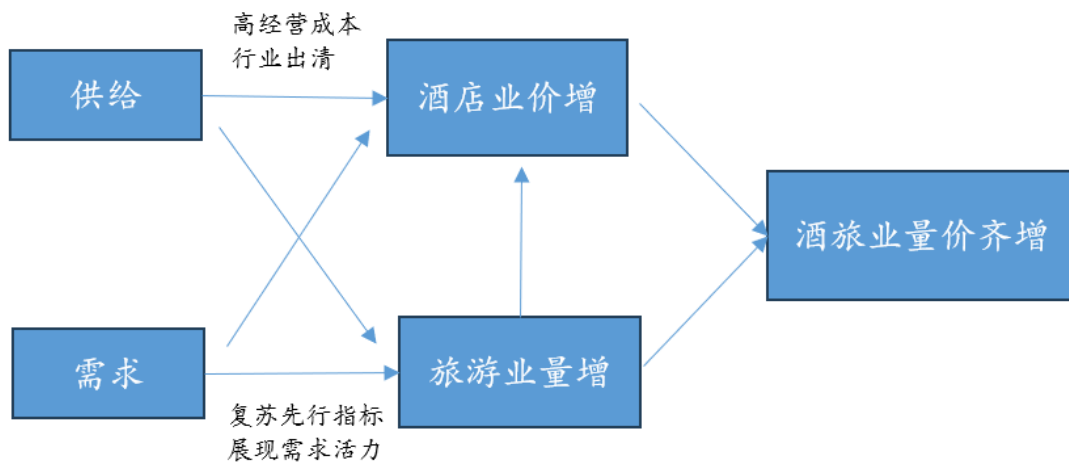 高经营成本
行业出清
供给
酒店业价增
酒旅业量价齐增
需求
旅游业量增
复苏先行指标
展现需求活力